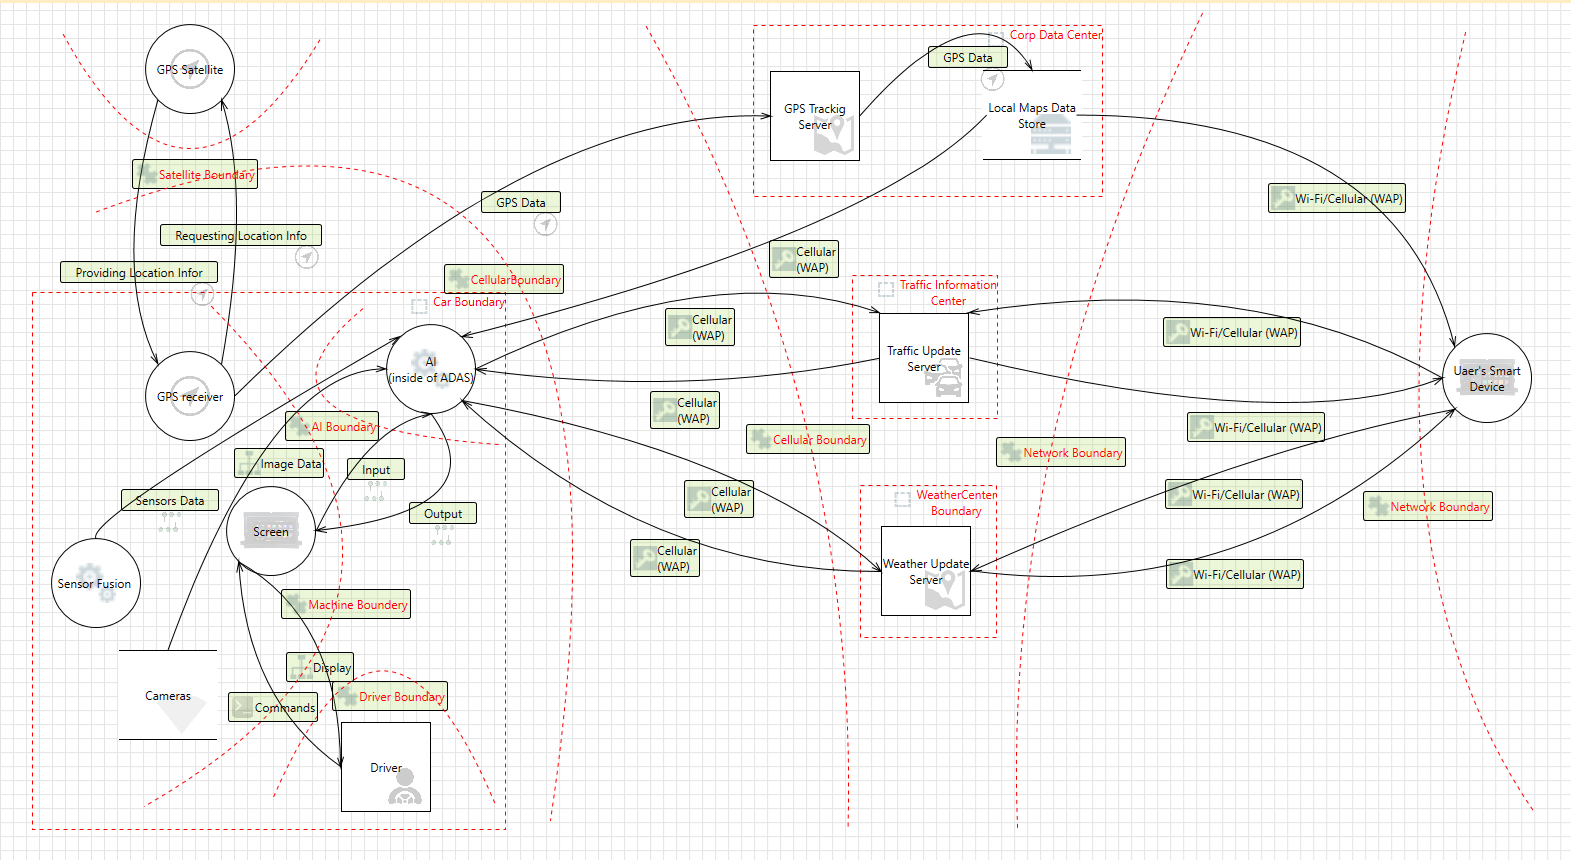 GPS Satellite
Corp Data Center
GPS Data
GPS Trackig
Server
Local Maps Data
Store
Satellite Boundary
GPS Data
Wi-Fi/Cellular (WAP)
Requesting Location Info
Providing Location Infor
Cellular
(WAP)
CellularBoundary
Car Boundary
Traffic Information
Center
Cellular
(WAP)
Wi-Fi/Cellular (WAP)
AI
(inside of ADAS)
Traffic Update
Server
Uaer's Smart
Device
GPS receiver
Cellular
(WAP)
AI Boundary
Wi-Fi/Cellular (WAP)
Cellular Boundary
Network Boundary
Image Data
Input
Sensors Data
Output
Cellular
(WAP)
WeatherCenter
Boundary
Wi-Fi/Cellular (WAP)
Network Boundary
Screen
Cellular
(WAP)
Weather Update
Server
Wi-Fi/Cellular (WAP)
Sensor Fusion
Machine Boundery
Display
Cameras
Driver Boundary
Commands
Driver